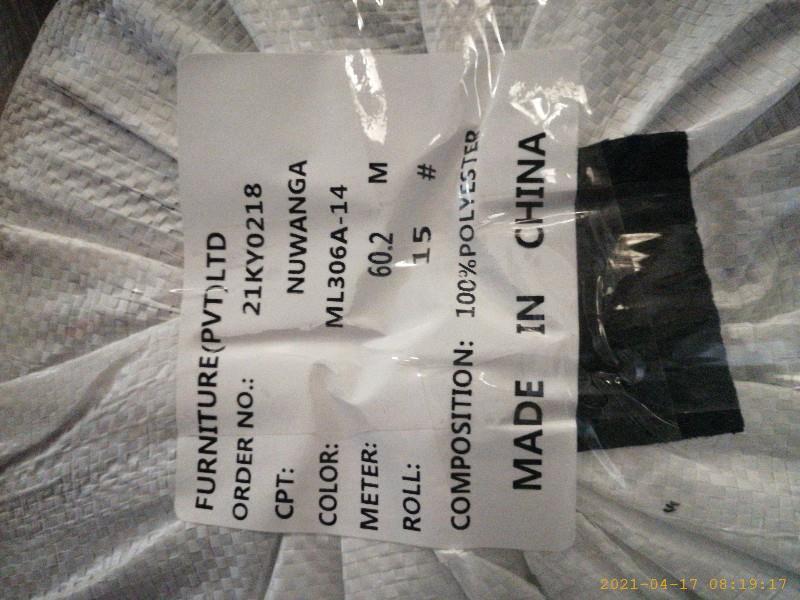 FURNITURE(PVT)LTD
ORDER NO.: 21KY0218
CPT: NUWANGA
COLOR: ML306A-14
METER: 60.2 M
ROLL: 15 #
COMPOSITION: 100%POLYESTER
MADE IN CHINA
2021-04-17 08:19:17